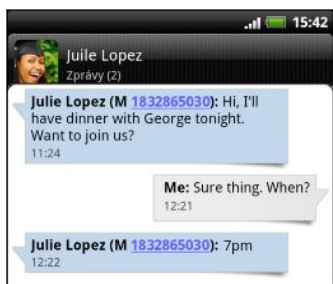 15:42
Juile Lopez
Zprávy (2)
Julie Lopez (M 1832865030): Hi, I'll
have dinner with George tonight.
Want to join us?
11:24
Me: Sure thing. When?
12:21
Julie Lopez (M 1832865030): 7pm
12:22